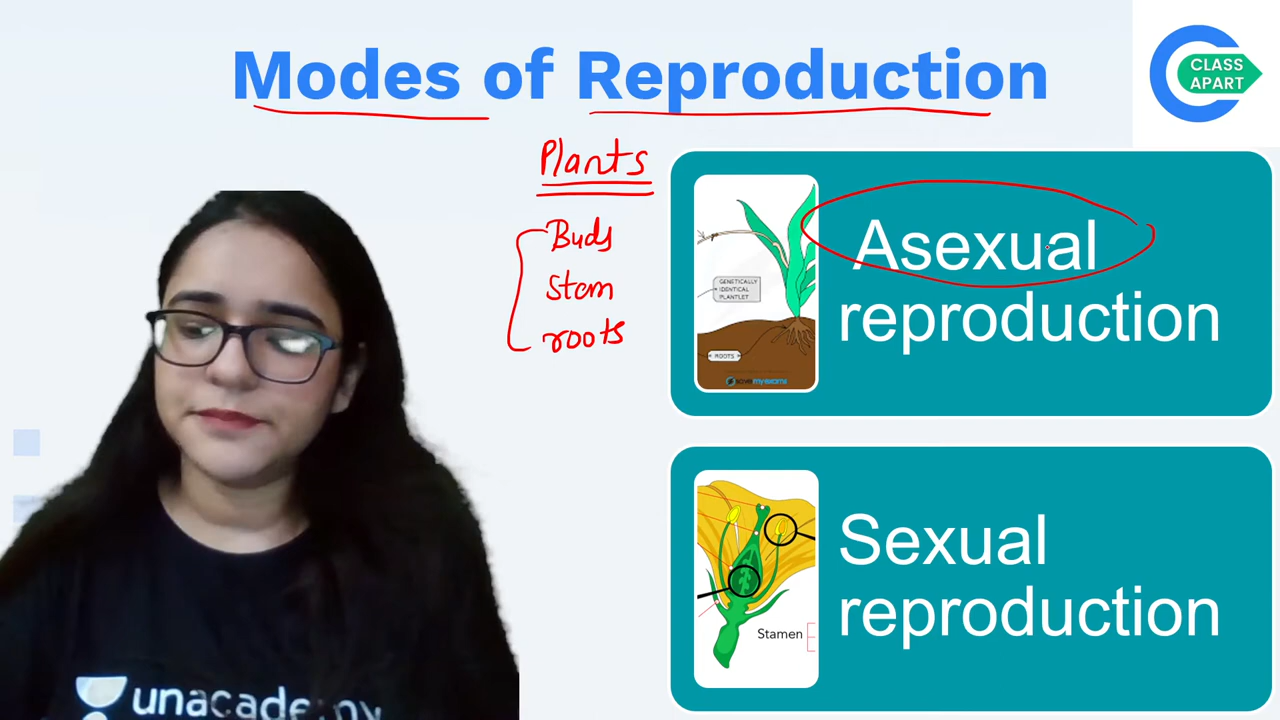 Modes of Reproduction
CLASS
APART
Plants
Buds
Stem
roots
GENETICALLY
IDENTICAL
PLANTLET
ROOTS
savemyexams
Asexual
reproduction
Stamen
Sexual
reproduction
unacademy